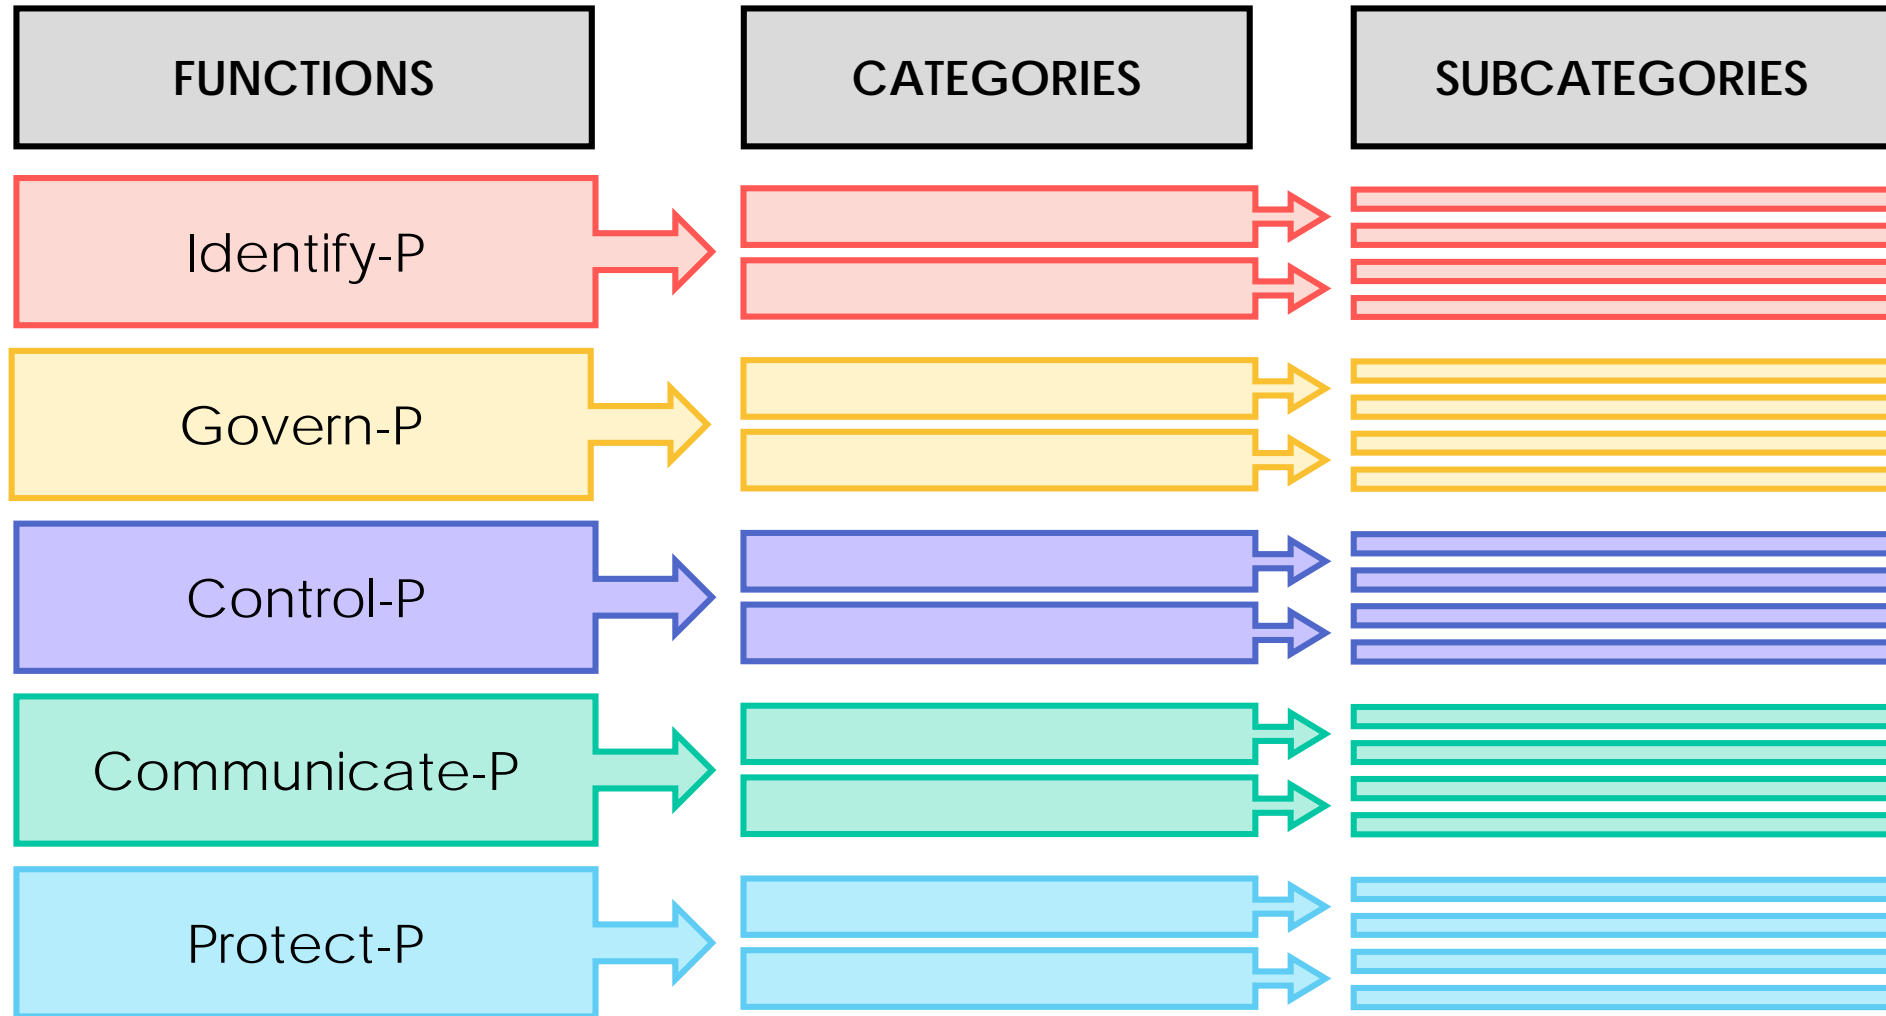 FUNCTIONS
CATEGORIES
SUBCATEGORIES
Identify-P
Govern-P
Control-P
Communicate-P
Protect-P